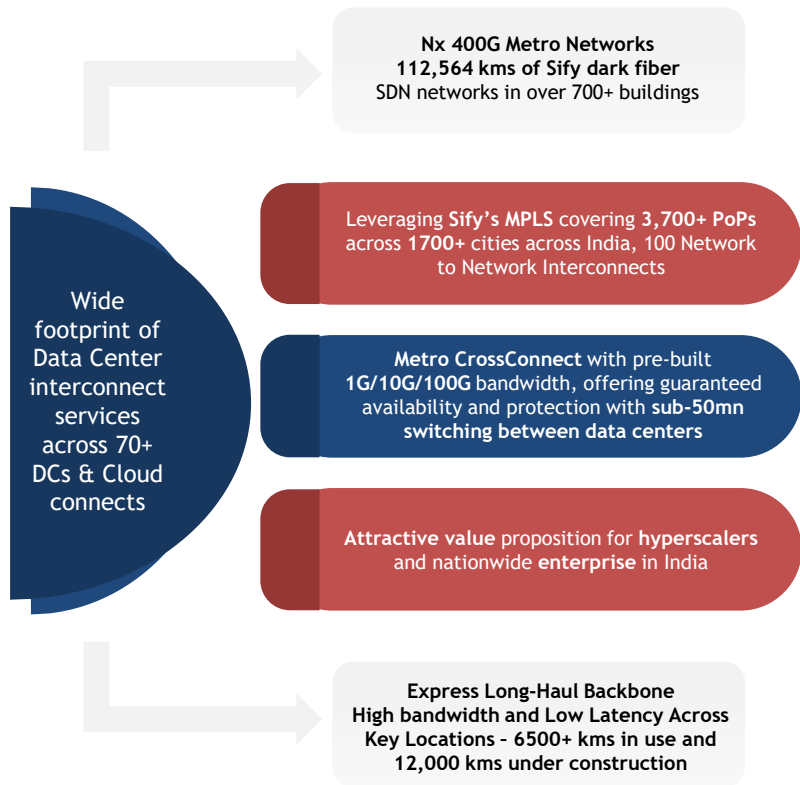 Nx 400G Metro Networks
112,564 kms of Sify dark fiber
SDN networks in over 700+ buildings
Wide
footprint of
Data Center
interconnect
services
across 70+
DCs & Cloud
connects
Leveraging Sify's MPLS covering 3,700+ PoPs
across 1700+ cities across India, 100 Network
to Network Interconnects
Metro CrossConnect with pre-built
1G/10G/100G bandwidth, offering guaranteed
availability and protection with sub-50mn
switching between data centers
Attractive value proposition for hyperscalers
and nationwide enterprise in India
Express Long-Haul Backbone
High bandwidth and Low Latency Across
Key Locations – 6500+ kms in use and
12,000 kms under construction